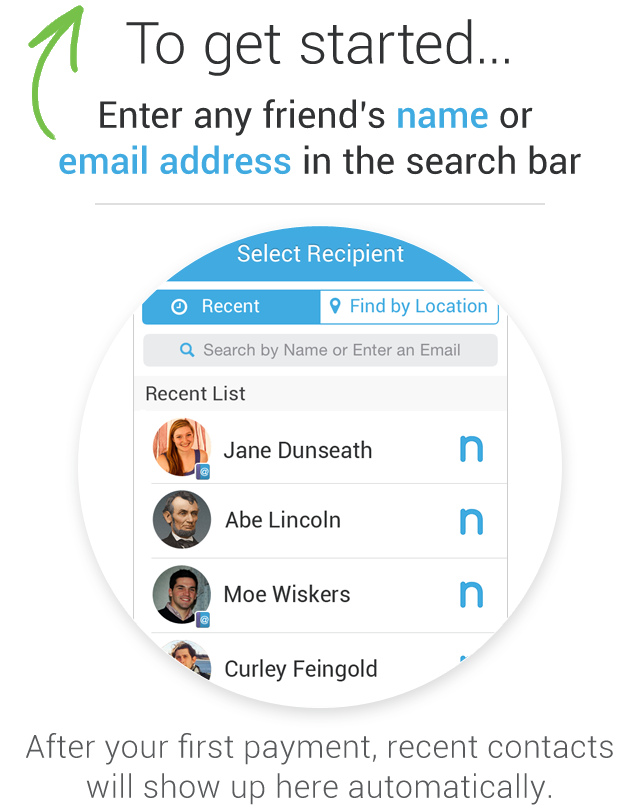 To get started...
Enter any friend's name or
email address in the search bar
Select Recipient
Recent
Find by Location
Search by Name or Enter an Email
Recent List
Jane Dunseath n
@
Abe Lincoln n
Moe Wiskers n
@
Curley Feingold
After your first payment, recent contacts
will show up here automatically.